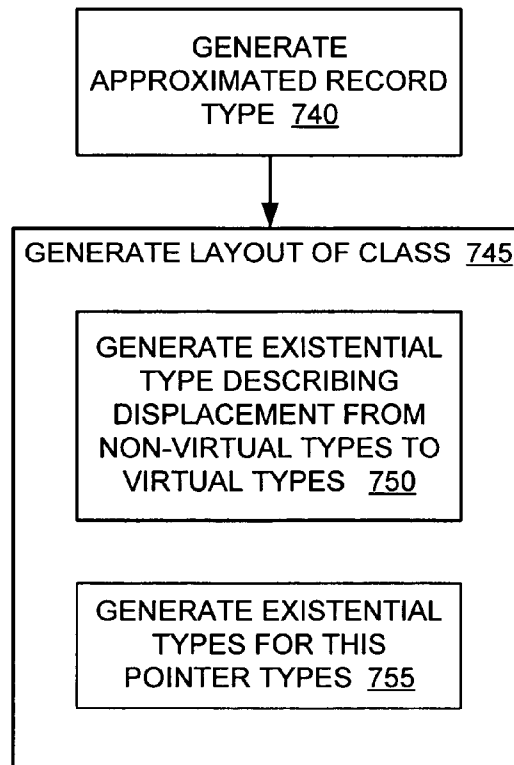 GENERATE
APPROXIMATED RECORD
TYPE 740
GENERATE LAYOUT OF CLASS 745
GENERATE EXISTENTIAL
TYPE DESCRIBING
DISPLACEMENT FROM
NON-VIRTUAL TYPES TO
VIRTUAL TYPES 750
GENERATE EXISTENTIAL
TYPES FOR THIS
POINTER TYPES 755